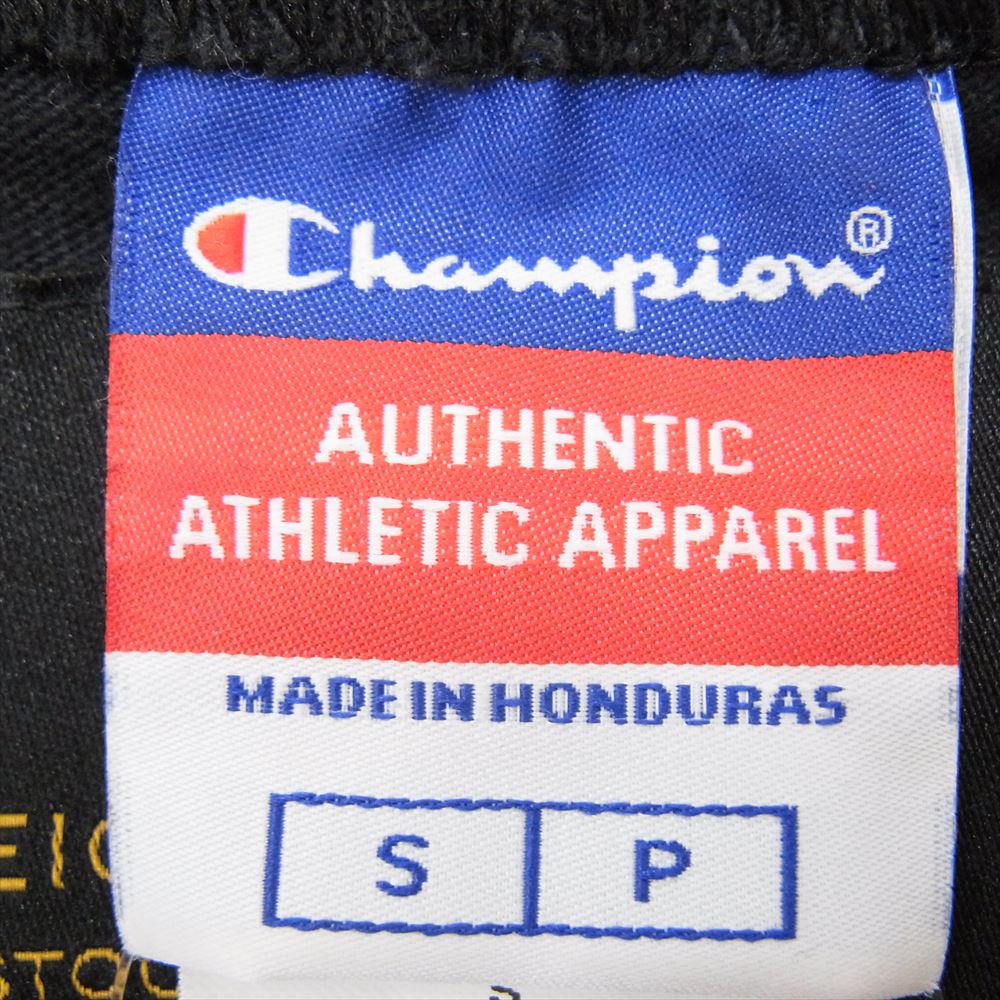 Champion®
AUTHENTIC
ATHLETIC APPAREL
MADE IN HONDURAS
S P